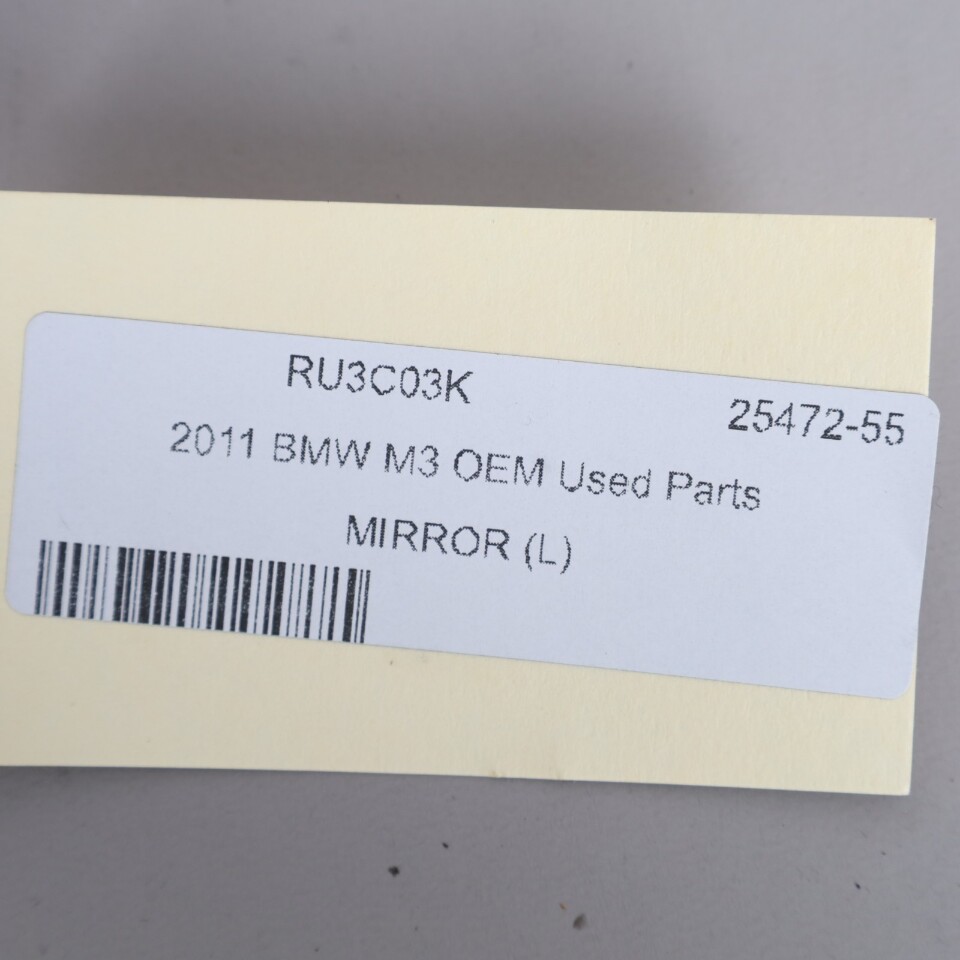 RU3C03K
25472-55
2011 BMW M3 OEM Used Parts
MIRROR (L)